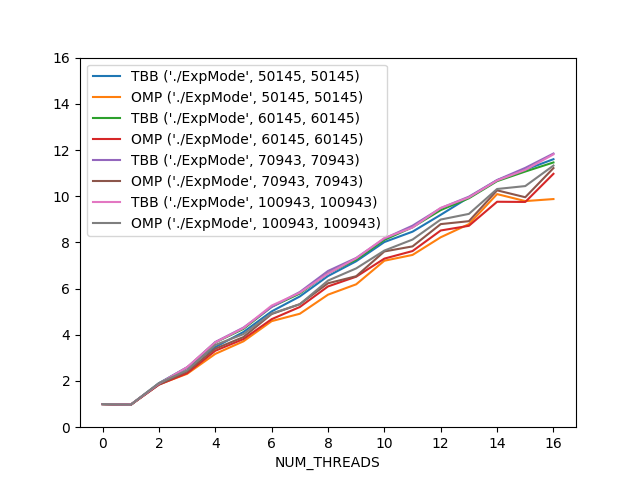 16
14
12
10
8
6
4
2
0
TBB ('./ExpMode', 50145, 50145)
OMP ('./ExpMode', 50145, 50145)
TBB ('./ExpMode', 60145, 60145)
OMP ('./ExpMode', 60145, 60145)
TBB ('./ExpMode', 70943, 70943)
OMP ('./ExpMode', 70943, 70943)
TBB ('./ExpMode', 100943, 100943)
OMP ('./ExpMode', 100943, 100943)
0 2 4 6 8 10 12 14 16
NUM_THREADS